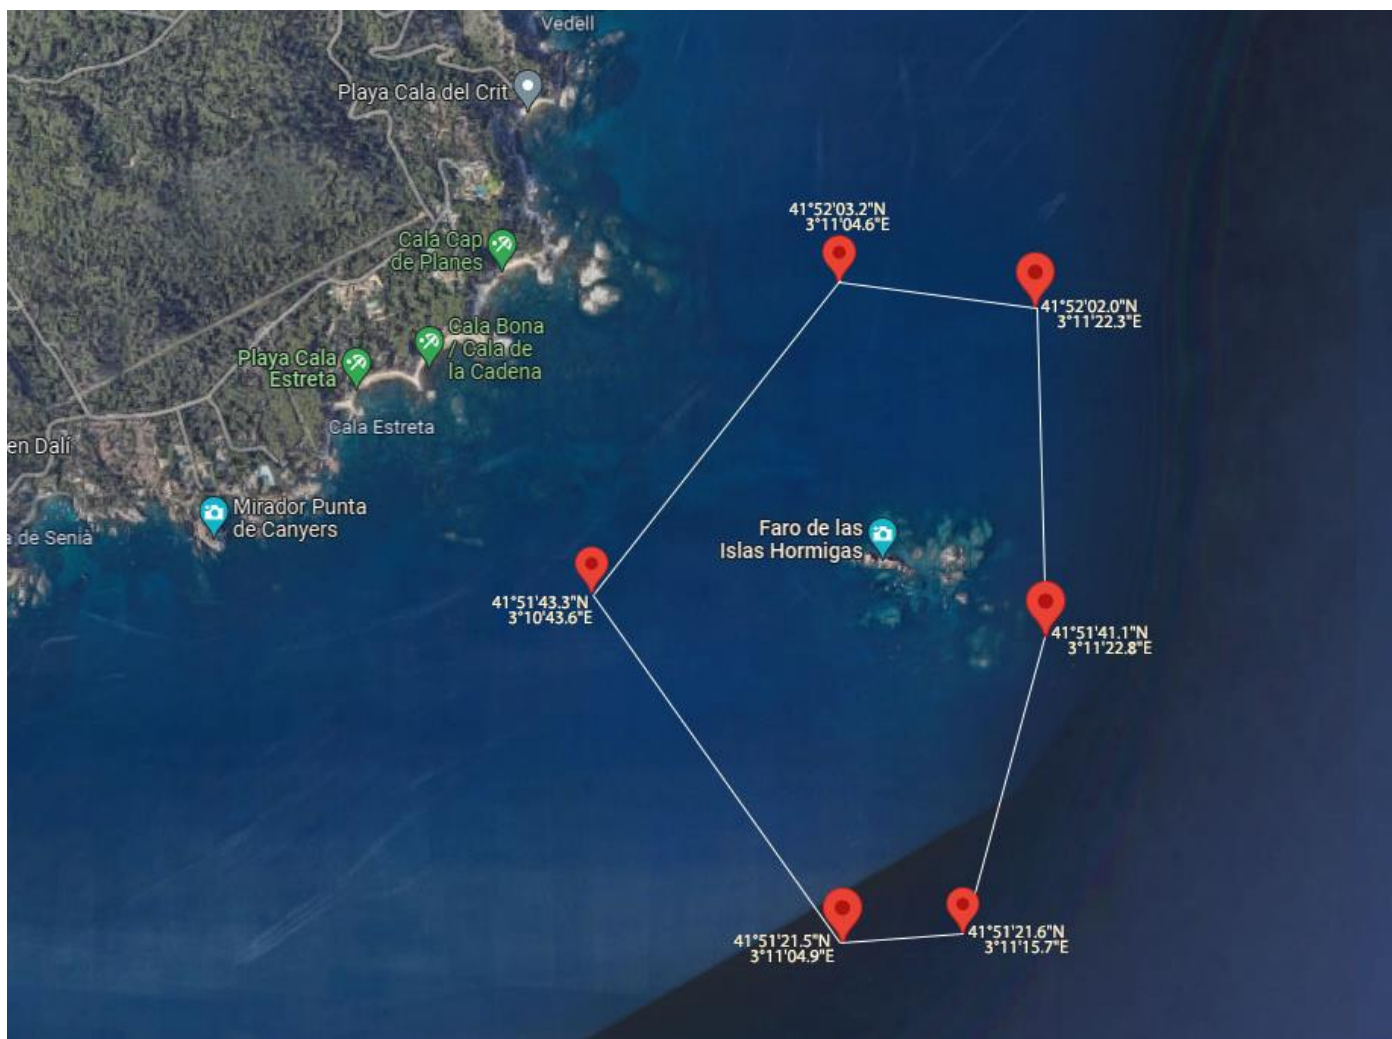 Vedell
Playa Cala del Crit
41°52'03.2"N
3°11'04.6"E
Cala Cap
de Planes
41°52'02.0"N
3°11'22.3"E
Cala Bona
/ Cala de
la Cadena
Playa Cala
Estreta
Cala Estreta
en Dalí
Mirador Punta
de Canyers
a de Senià
Faro de las
Islas Hormigas
41°51'43.3"N
3°10'43.6"E
41°51'41.1"N
3°11'22.8"E
41°51'21.5"N
3°11'04.9"E
41°51'21.6"N
3°11'15.7"E